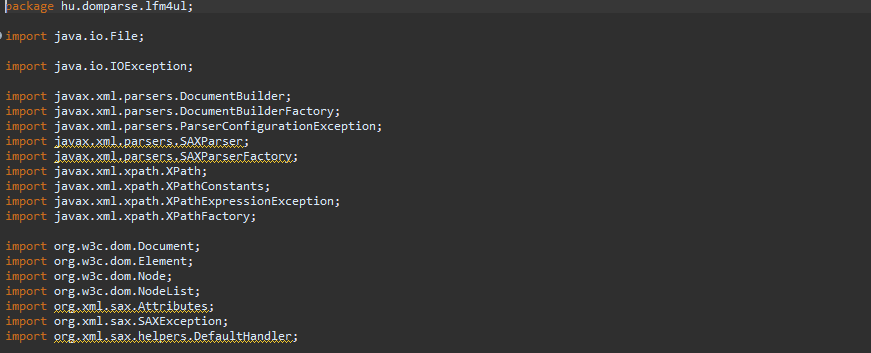 package hu.domparse.lfm4ul;
import java.io.File;
import java.io.IOException;
import javax.xml.parsers.DocumentBuilder;
import javax.xml.parsers.DocumentBuilderFactory;
import javax.xml.parsers.ParserConfigurationException;
import javax.xml.parsers.SAXParser;
import javax.xml.parsers.SAXParserFactory;
import javax.xml.xpath.XPath;
import javax.xml.xpath.XPathConstants;
import javax.xml.xpath.XPathExpressionException;
import javax.xml.xpath.XPathFactory;
import org.w3c.dom.Document;
import org.w3c.dom.Element;
import org.w3c.dom.Node;
import org.w3c.dom.NodeList;
import org.xml.sax.Attributes;
import org.xml.sax.SAXException;
import org.xml.sax.helpers.DefaultHandler;